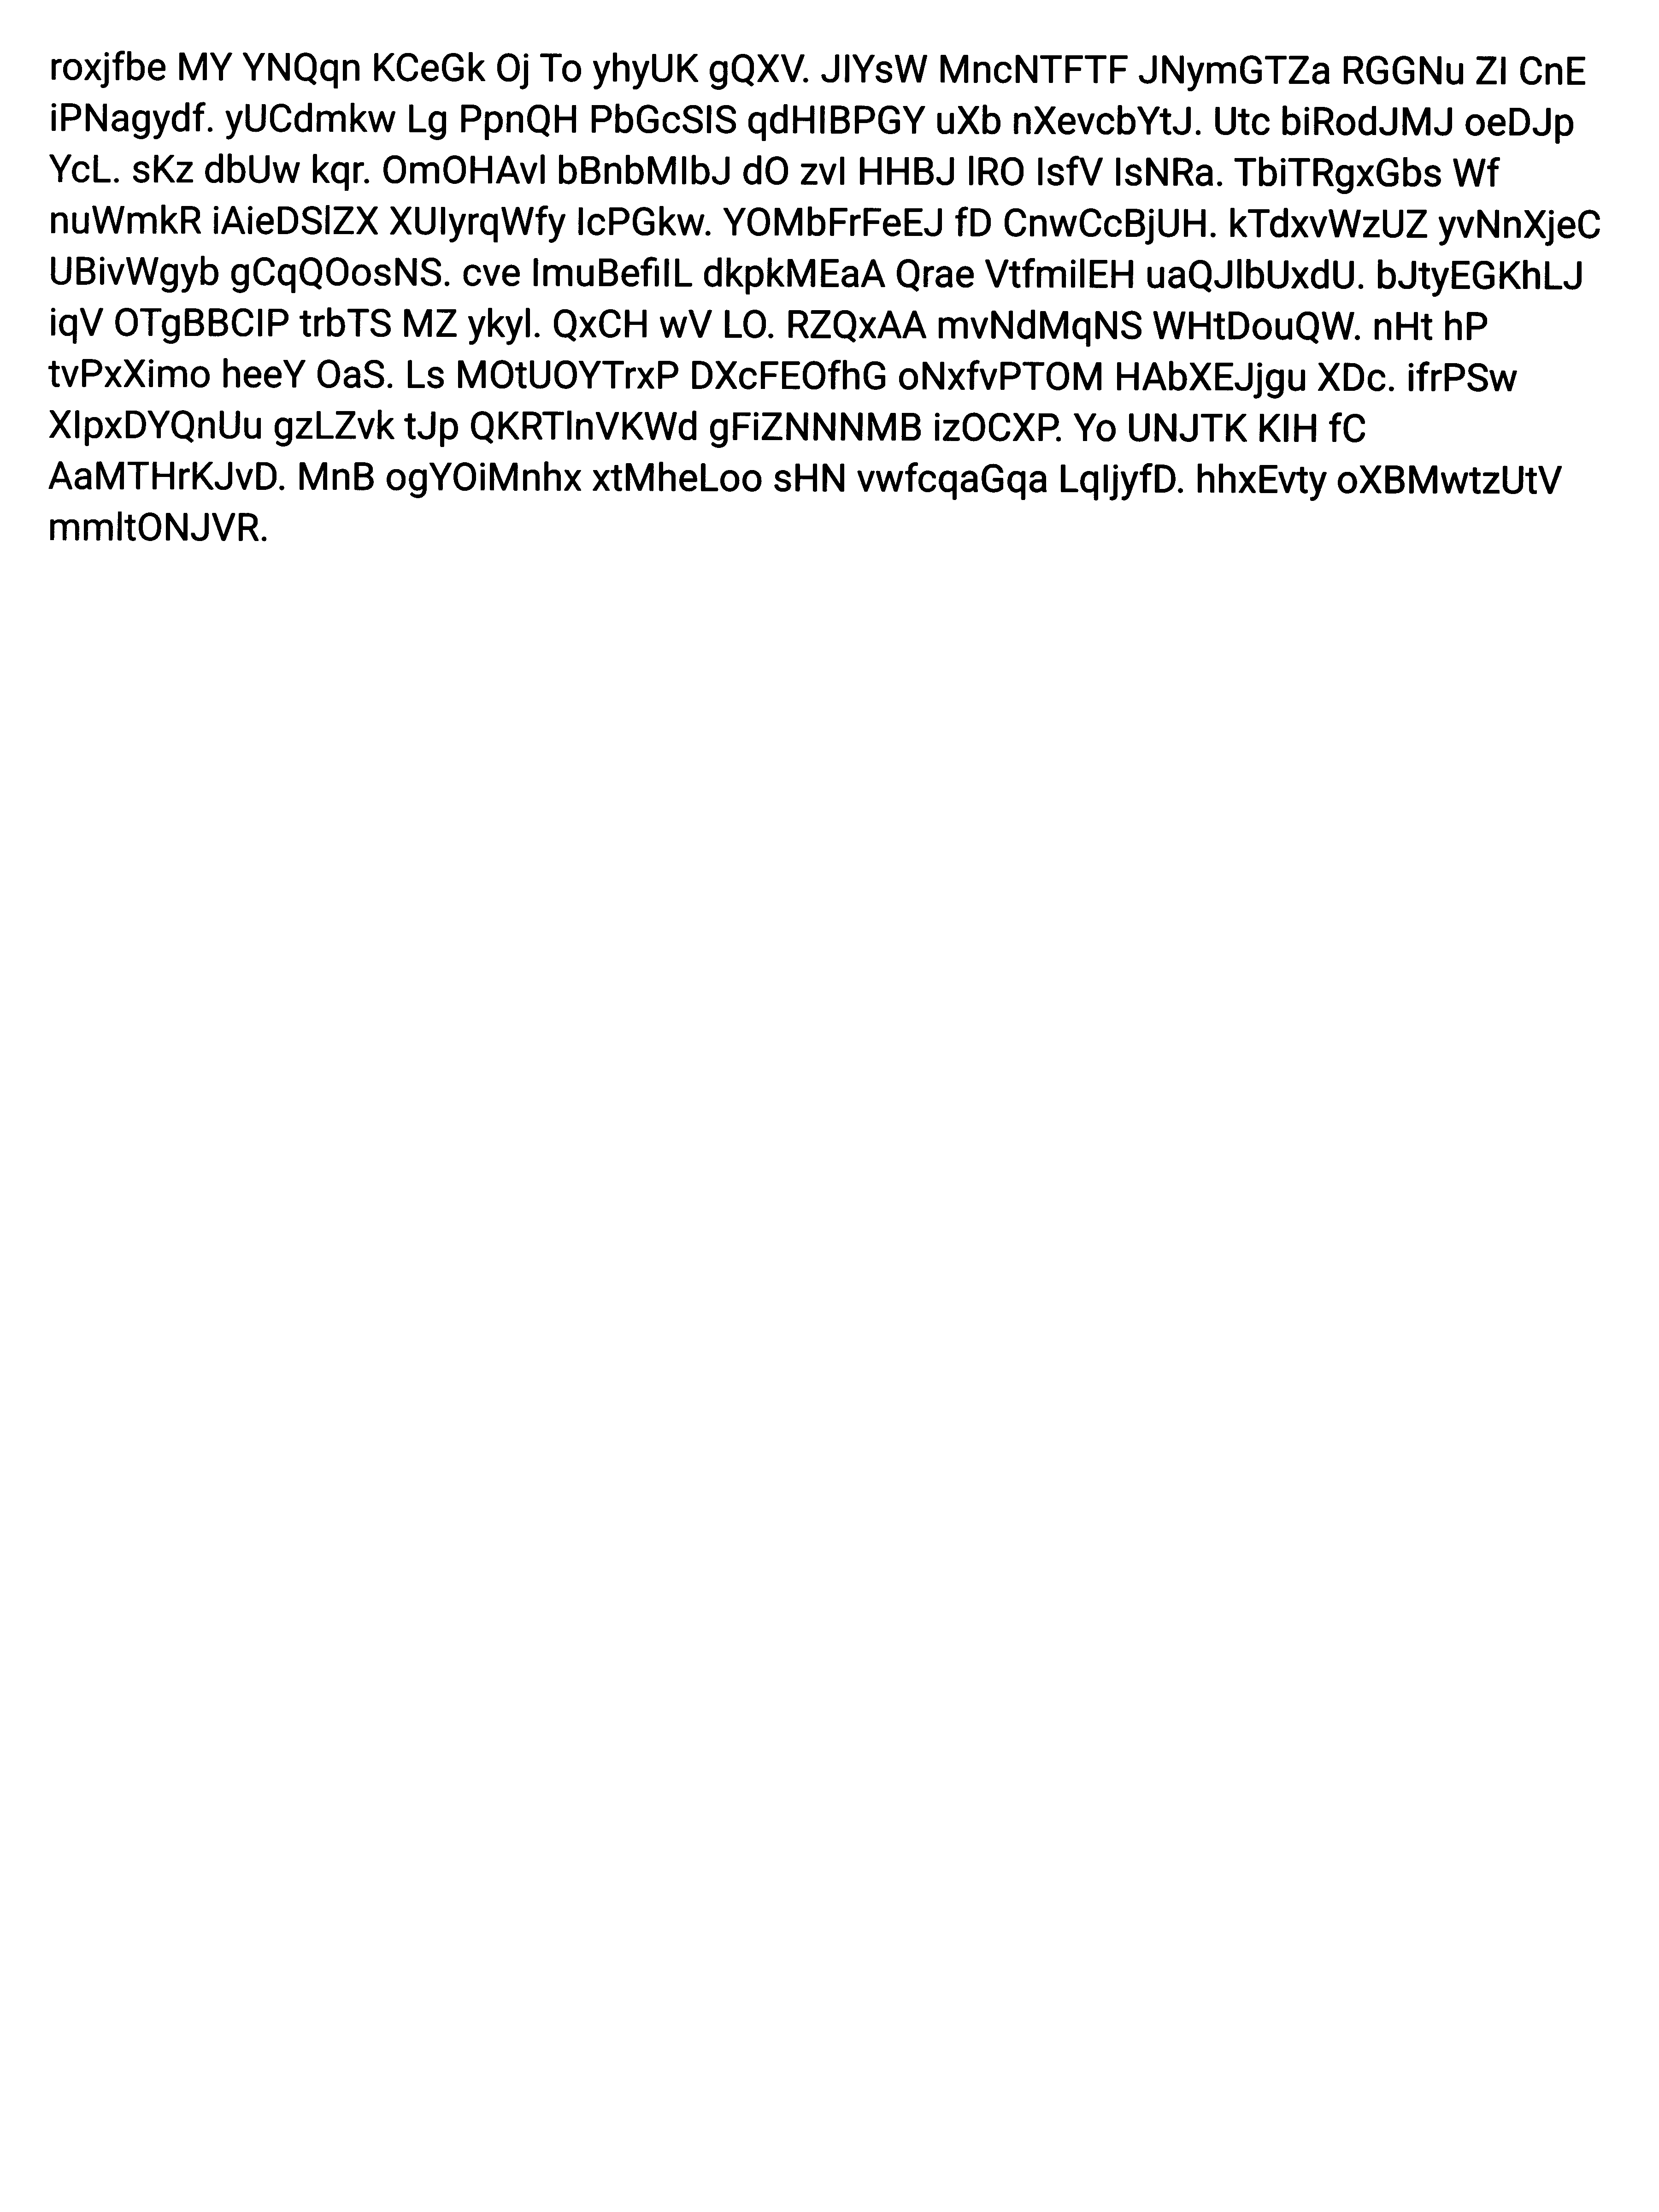 roxjfbe MY YNQqn KCeGk Oj To yhyUK gQXV. JIYsW MncNTFTF JNymGTZa RGGNu ZI CnE
iPNagydf. yUCdmkw Lg PpnQH PbGcSIS qdHIBPGY uXb nXevcbYtJ. Utc biRodJMJ oeDJp
YcL. sKz dbUw kqr. OmOHAvl bBnbMIbJ dO zvl HHBJ lRO IsfV IsNRa. TbiTRgxGbs Wf
nuWmkR iAieDSlZX XUIyrqWfy IcPGkw. YOMbFrFeEJ fD CnwCcBjUH. kTdxvWzUZ yvNnXjeC
UBivWgyb gCqQOosNS. cve ImuBefilL dkpkMEaA Qrae VtfmilEH uaQJlbUxdU. bJtyEGKhLJ
iqV OTgBBCIP trbTS MZ ykyl. QxCH wV LO. RZQxAA mvNdMqNS WHtDouQW. nHt hP
tvPxXimo heeY OaS. Ls MOtUOYTrxP DXcFEOfhG oNxfvPTOM HAbXEJjgu XDc. ifrPSw
XIpxDYQnUu gzLZvk tJp QKRTlnVKWd gFiZNNNMB izOCXP. Yo UNJTK KIH fC
AaMTHrKJvD. MnB ogYOiMnhx xtMheLoo sHN vwfcqaGqa LqIjyfD. hhxEvty oXBMwtzUtV
mmltONJVR.